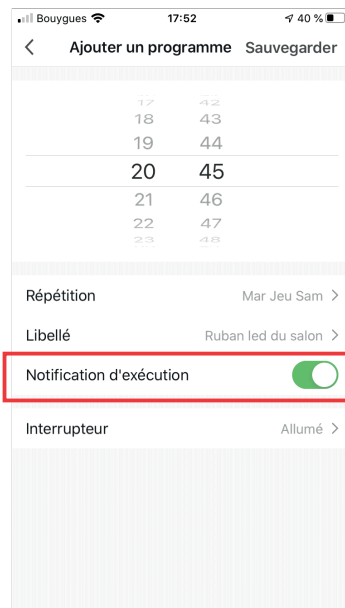 Bouygues 17:52 40 %
Ajouter un programme Sauvegarder
17 42
18 43
19 44
20 45
21 46
22 47
23 48
Répétition Mar Jeu Sam
Libellé Ruban led du salon
Notification d'exécution
Interrupteur Allumé